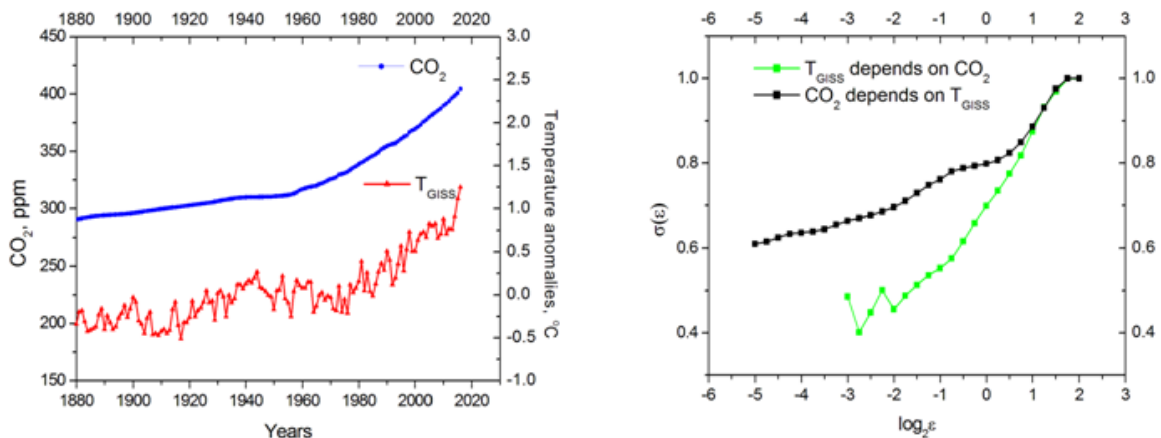 1880 1900 1920 1940 1960 1980 2000 2020
450
400
350
300
250
200
150
CO2, ppm
CO2
TGISS
3.0
2.5
2.0
1.5
1.0
0.5
0.0
-0.5
-1.0
Temperature anomalies, °C
1880 1900 1920 1940 1960 1980 2000 2020
Years
-6 -5 -4 -3 -2 -1 0 1 2 3
TGISS depends on CO2
CO2 depends on TGISS
1.0
0.8
0.6
0.4
σ(ε)
1.0
0.8
0.6
0.4
-6 -5 -4 -3 -2 -1 0 1 2 3
log2ε